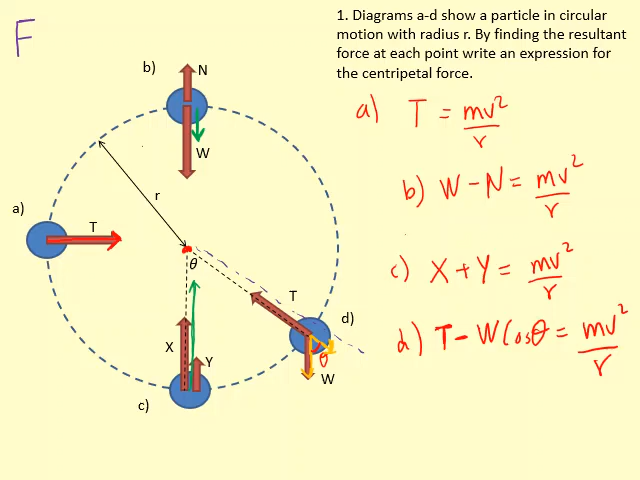 F
1. Diagrams a-d show a particle in circular
motion with radius r. By finding the resultant
force at each point write an expression for
the centripetal force.
b)
N
W
r
a)
T
θ
T
d)
X
Y
θ
W
c)
a) T = mv²/r
b) W - N = mv²/r
c) X + Y = mv²/r
d) T - W Cosθ = mv²/r